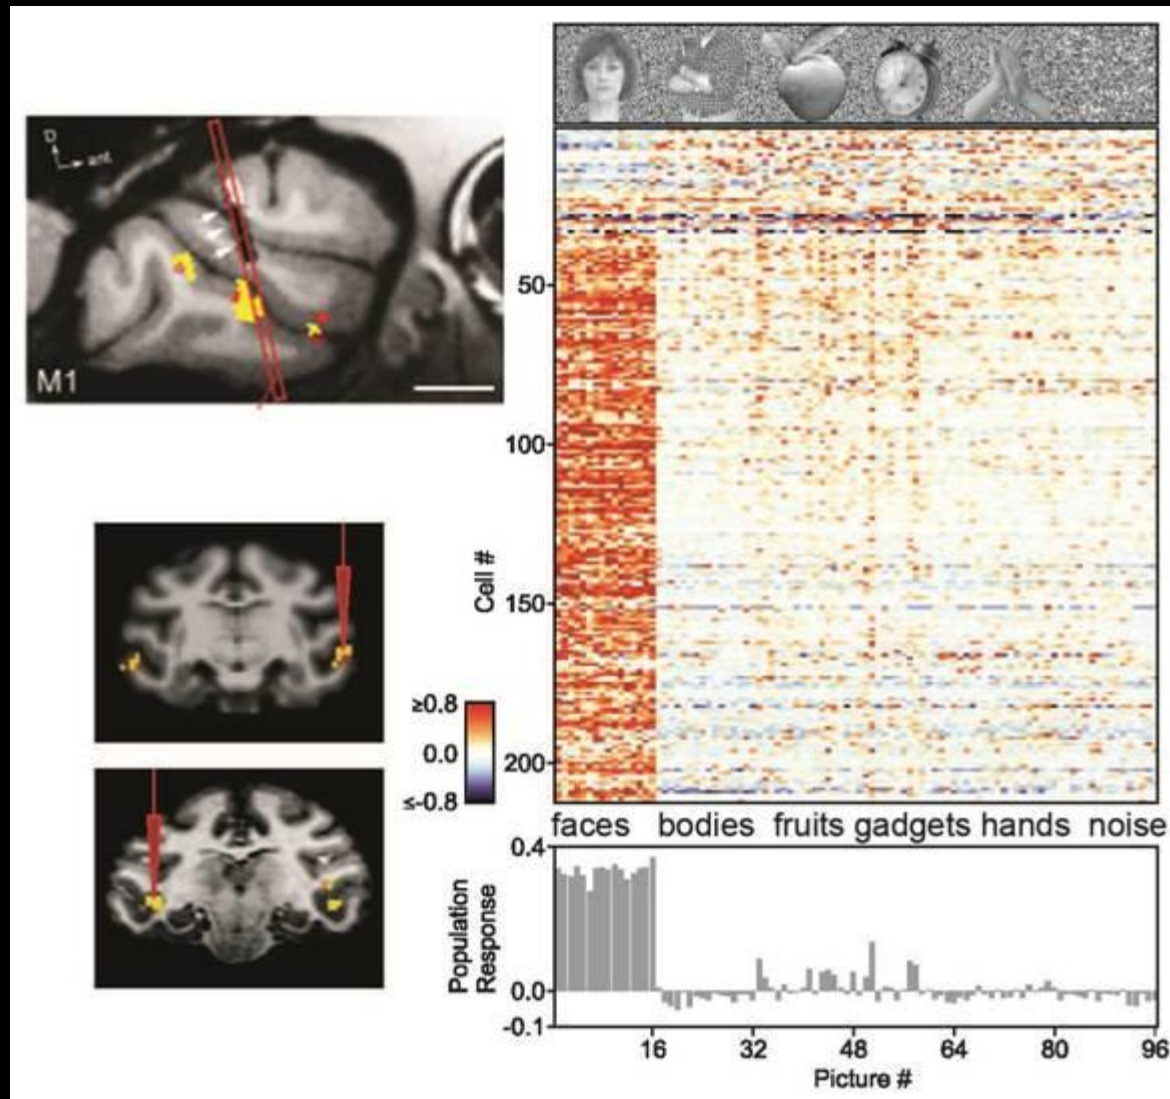 D
ant
M1
50
100
150
200
Cell #
≥0.8
0.0
≤-0.8
faces bodies fruits gadgets hands noise
0.4
0.0
-0.1
Population
Response
16 32 48 64 80 96
Picture #